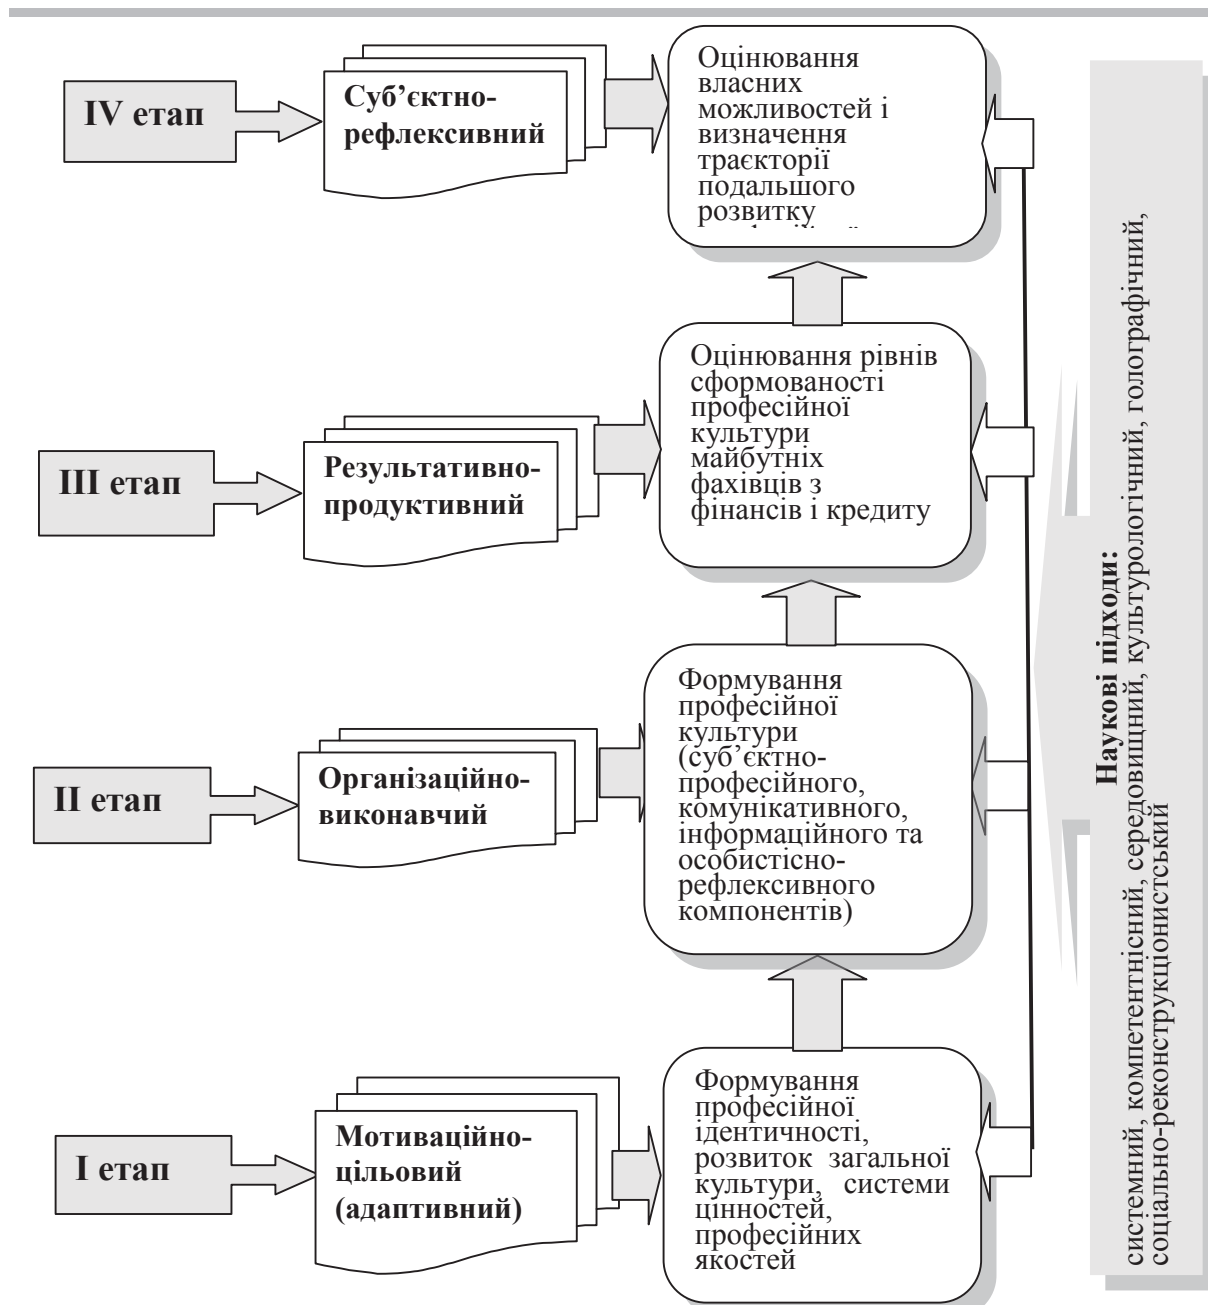 IV етап
Суб’єктно-
рефлексивний
Оцінювання
власних
можливостей і
визначення
траєкторії
подальшого
розвитку
III етап
Результативно-
продуктивний
Оцінювання рівнів
сформованості
професійної
культури
майбутніх
фахівців з
фінансів і кредиту
II етап
Організаційно-
виконавчий
Формування
професійної
культури
(суб’єктно-
професійного,
комунікативного,
інформаційного та
особистісно-
рефлексивного
компонентів)
I етап
Мотиваційно-
цільовий
(адаптивний)
Формування
професійної
ідентичності,
розвиток загальної
культури, системи
цінностей,
професійних
якостей
Наукові підходи:
системний, компетентнісний, середовищний, культурологічний, голографічний,
соціально-реконструкціоністський